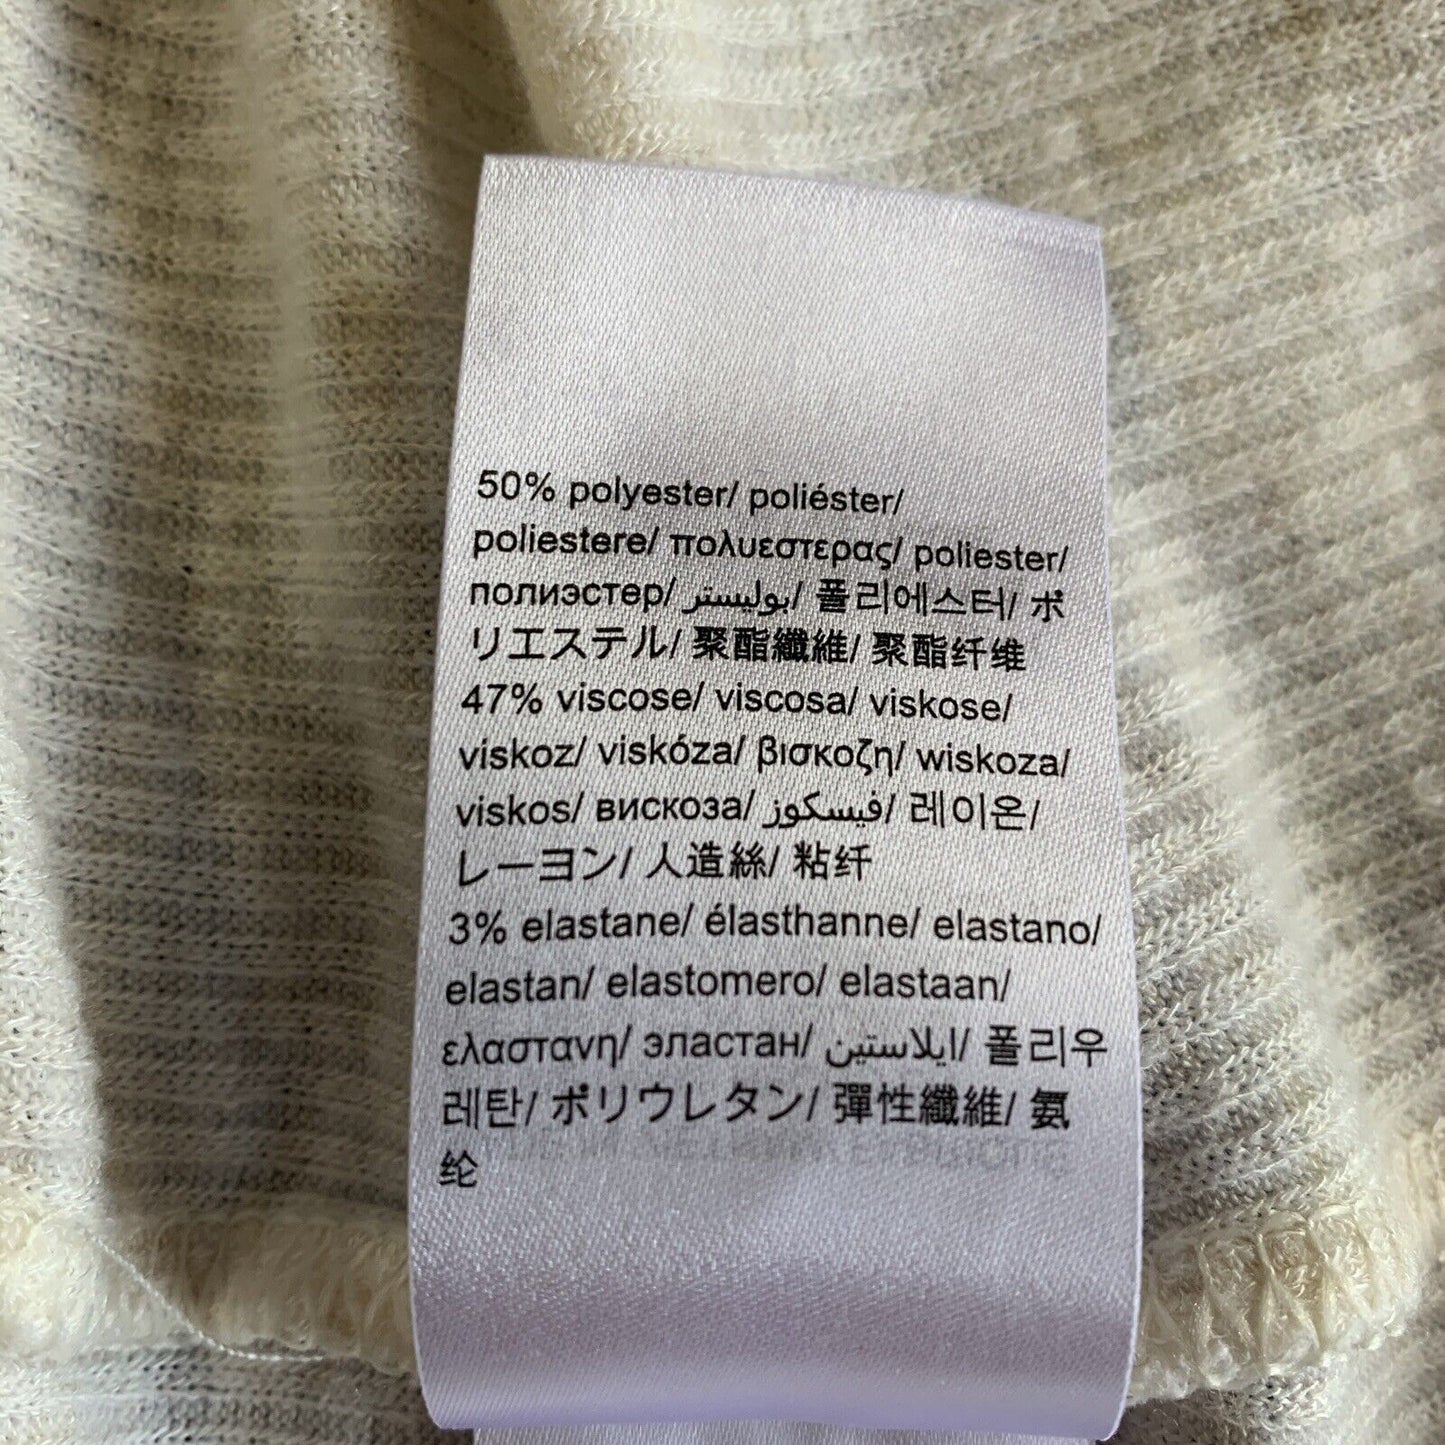 50% polyester/ poliéster/
poliestere/ πολυεστερας/ poliester/
полиэстер/ بوليستر/ 폴리에스터/ ポ
リエステル/ 聚酯纖維/ 聚酯纤维
47% viscose/ viscosa/ viskose/
viskoz/ viskóza/ βισκοζη/ wiskoza/
viskos/ вискоза/ فيسكوز/ 레이온/
レーヨン/ 人造絲/ 粘纤
3% elastane/ élasthanne/ elastano/
elastan/ elastomero/ elastaan/
ελαστανη/ эластан/ ايلاستين/ 폴리우
레탄/ ポリウレタン/ 彈性纖維/ 氨
纶